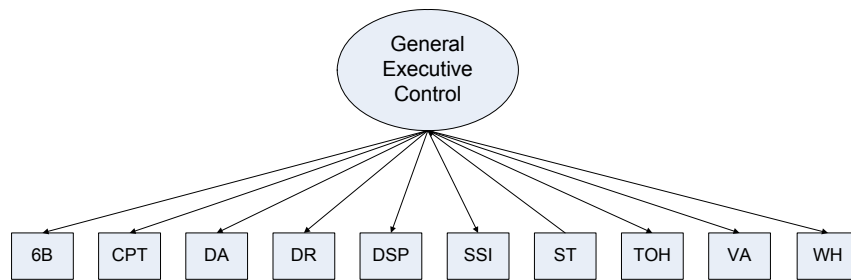 General
Executive
Control
6B CPT DA DR DSP SSI ST TOH VA WH